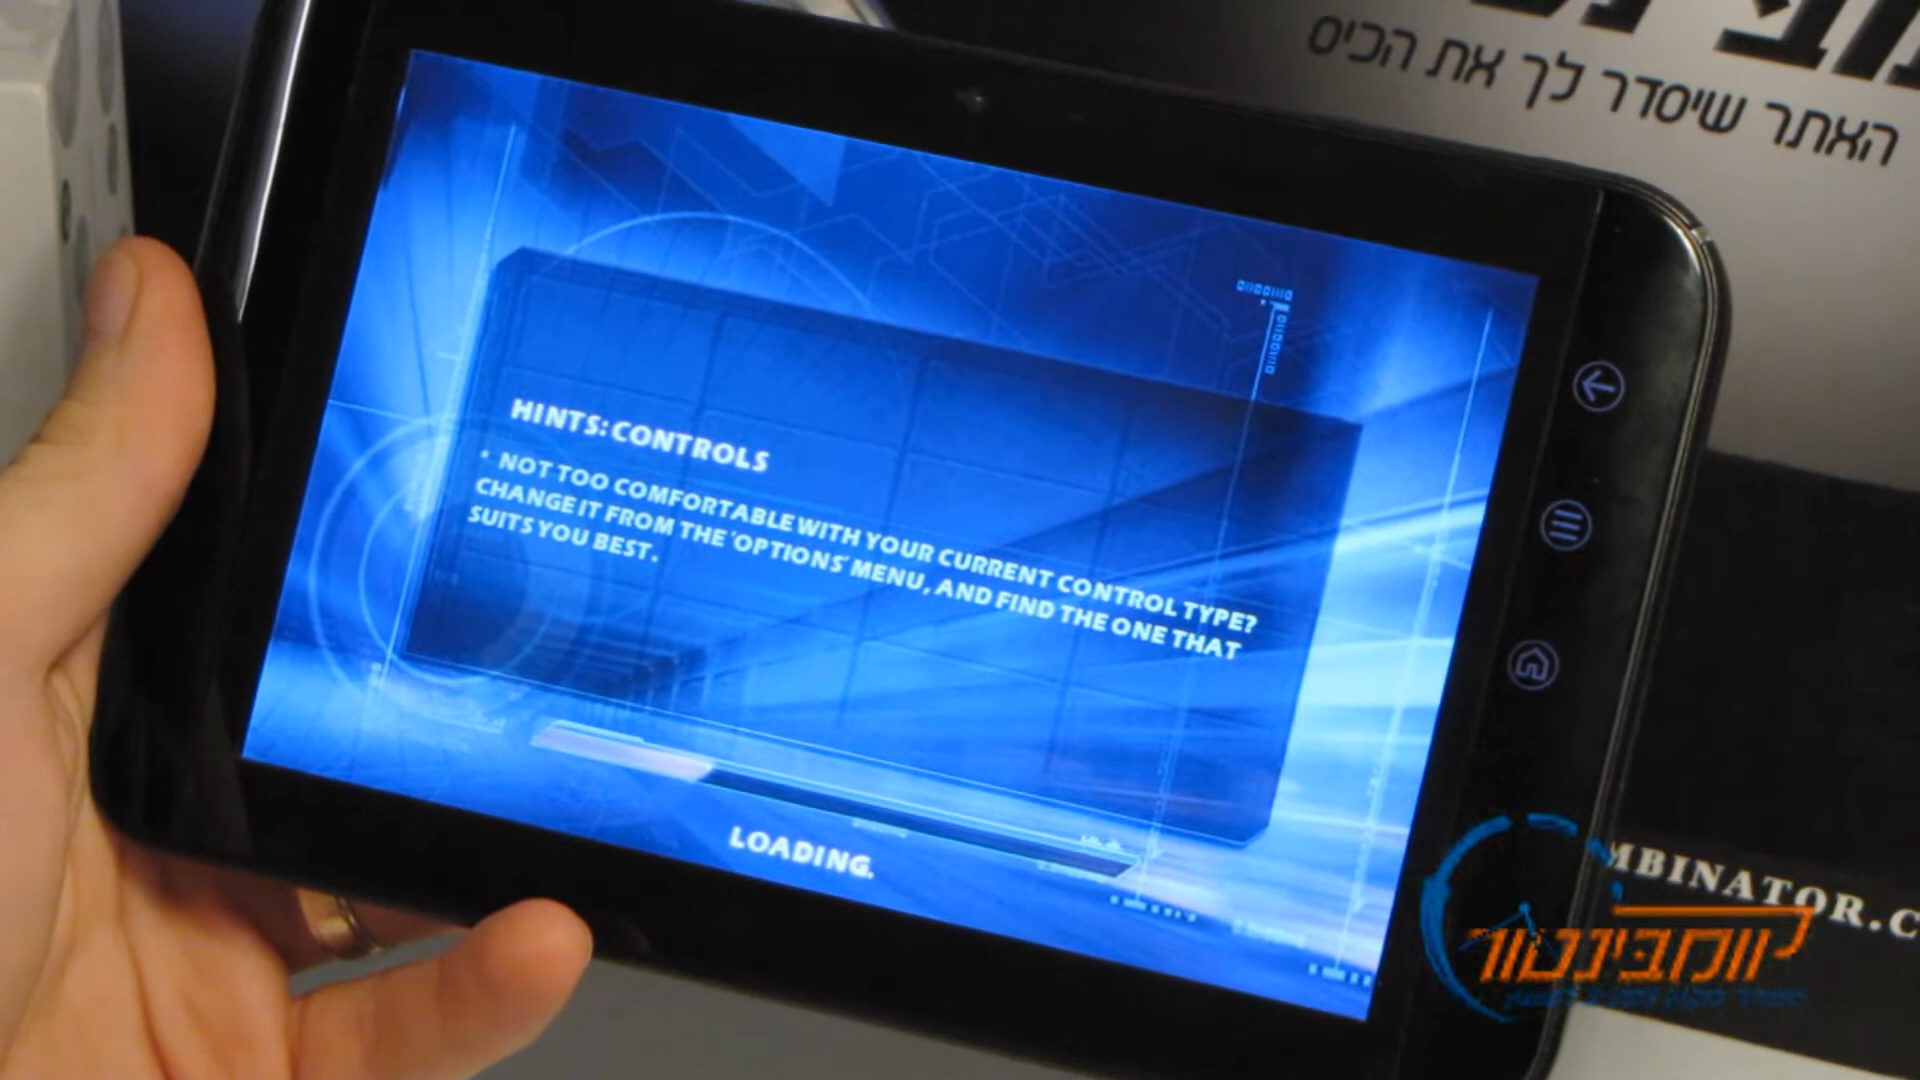 האתר שיסדר לך את הכיס
HINTS: CONTROLS
• NOT TOO COMFORTABLE WITH YOUR CURRENT CONTROL TYPE?
CHANGE IT FROM THE 'OPTIONS' MENU, AND FIND THE ONE THAT
SUITS YOU BEST.
LOADING.
MBINATOR.C
יומבינטור